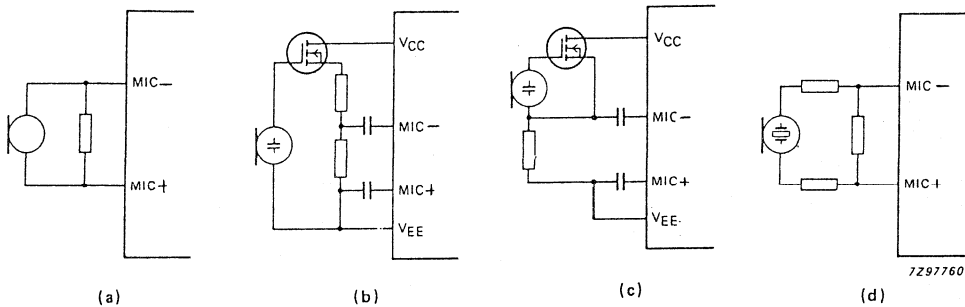 MIC−
MIC+
(a)
VCC
MIC−
MIC+
VEE
(b)
VCC
MIC−
MIC+
VEE.
(c)
MIC−
MIC+
7Z97760
(d)